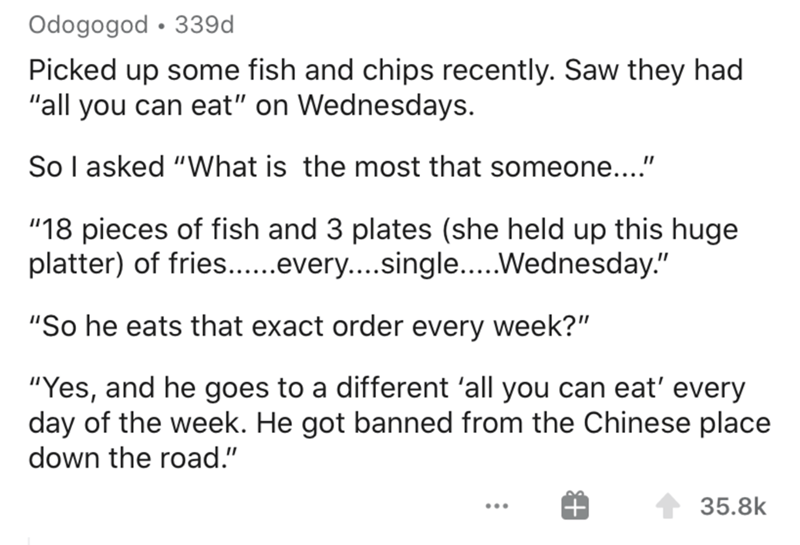 Odogogod • 339d
Picked up some fish and chips recently. Saw they had
“all you can eat” on Wednesdays.
So I asked “What is  the most that someone....”
“18 pieces of fish and 3 plates (she held up this huge
platter) of fries......every....single.....Wednesday.”
“So he eats that exact order every week?”
“Yes, and he goes to a different ‘all you can eat’ every
day of the week. He got banned from the Chinese place
down the road.”
... 35.8k